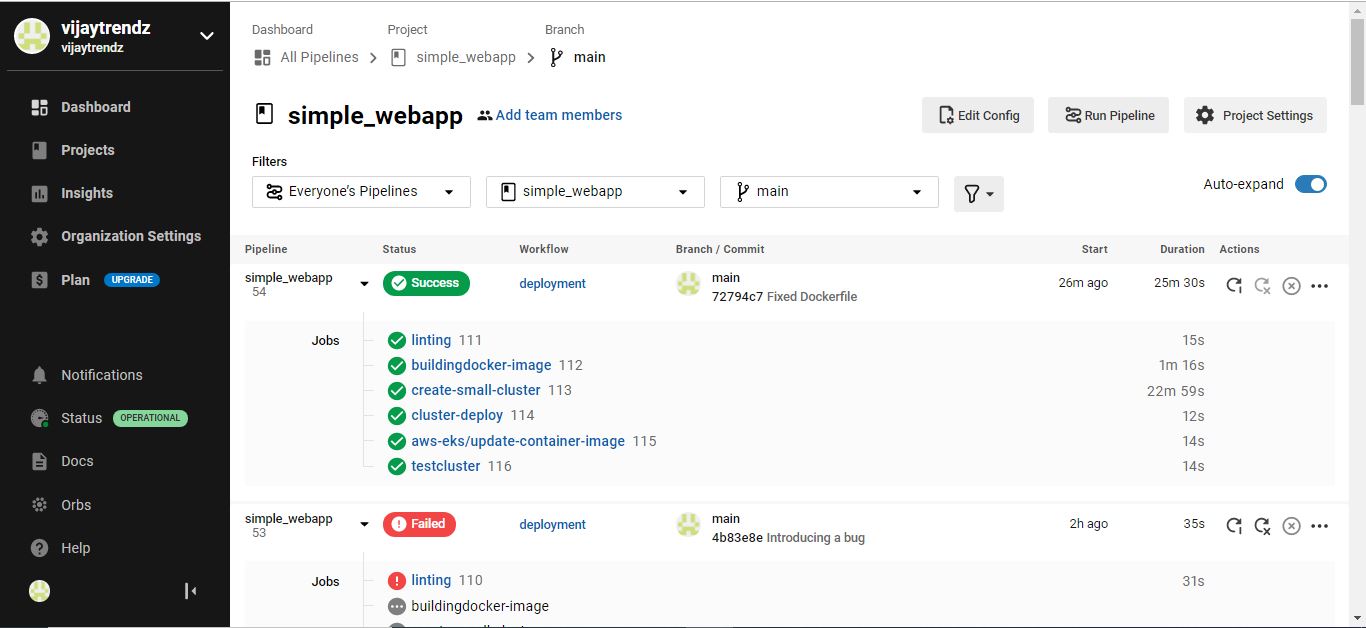 vijaytrendz
vijaytrendz
Dashboard
Projects
Insights
Organization Settings
Plan UPGRADE
Notifications
Status OPERATIONAL
Docs
Orbs
Help
Dashboard Project Branch
All Pipelines simple_webapp main
simple_webapp Add team members
Edit Config Run Pipeline Project Settings
Filters
Everyone's Pipelines simple_webapp main
Auto-expand
Pipeline Status Workflow Branch / Commit Start Duration Actions
simple_webapp Success deployment main 26m ago 25m 30s
54 72794c7 Fixed Dockerfile
Jobs linting 111 15s
buildingdocker-image 112 1m 16s
create-small-cluster 113 22m 59s
cluster-deploy 114 12s
aws-eks/update-container-image 115 14s
testcluster 116 14s
simple_webapp Failed deployment main 2h ago 35s
53 4b83e8e Introducing a bug
Jobs linting 110 31s
buildingdocker-image